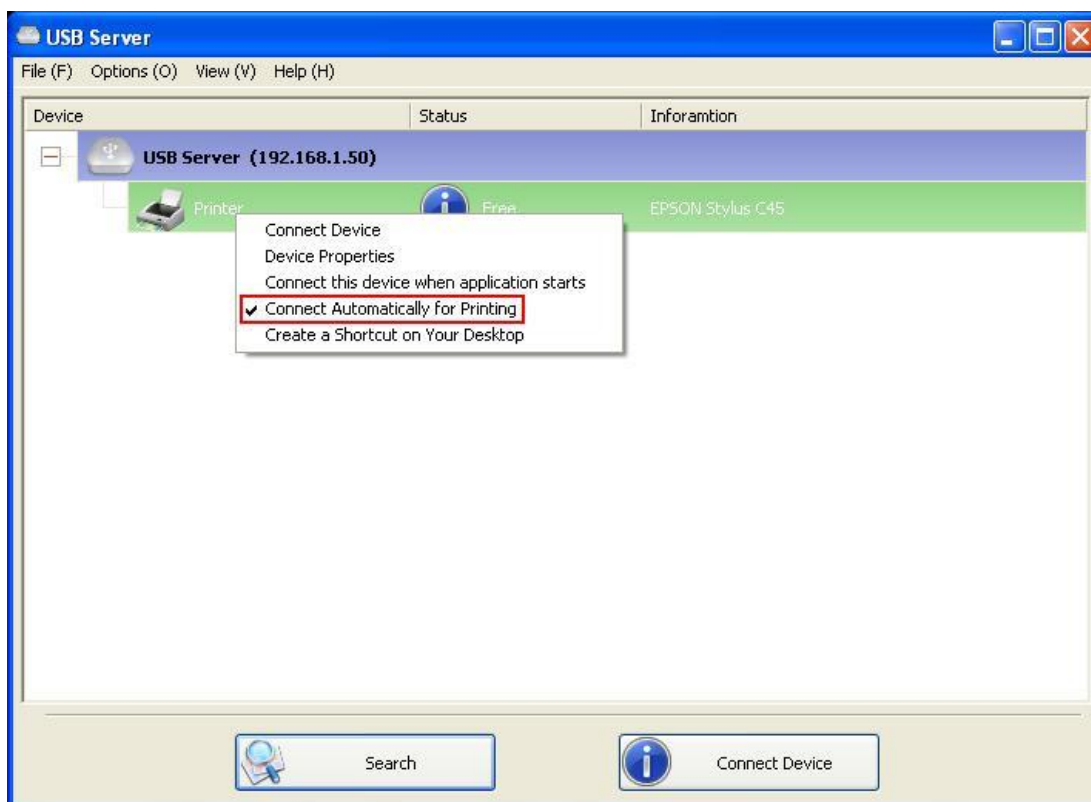 USB Server
File (F) Options (O) View (V) Help (H)
Device Status Inforamtion
USB Server (192.168.1.50)
Printer Free EPSON Stylus C45
Connect Device
Device Properties
Connect this device when application starts
Connect Automatically for Printing
Create a Shortcut on Your Desktop
Search Connect Device